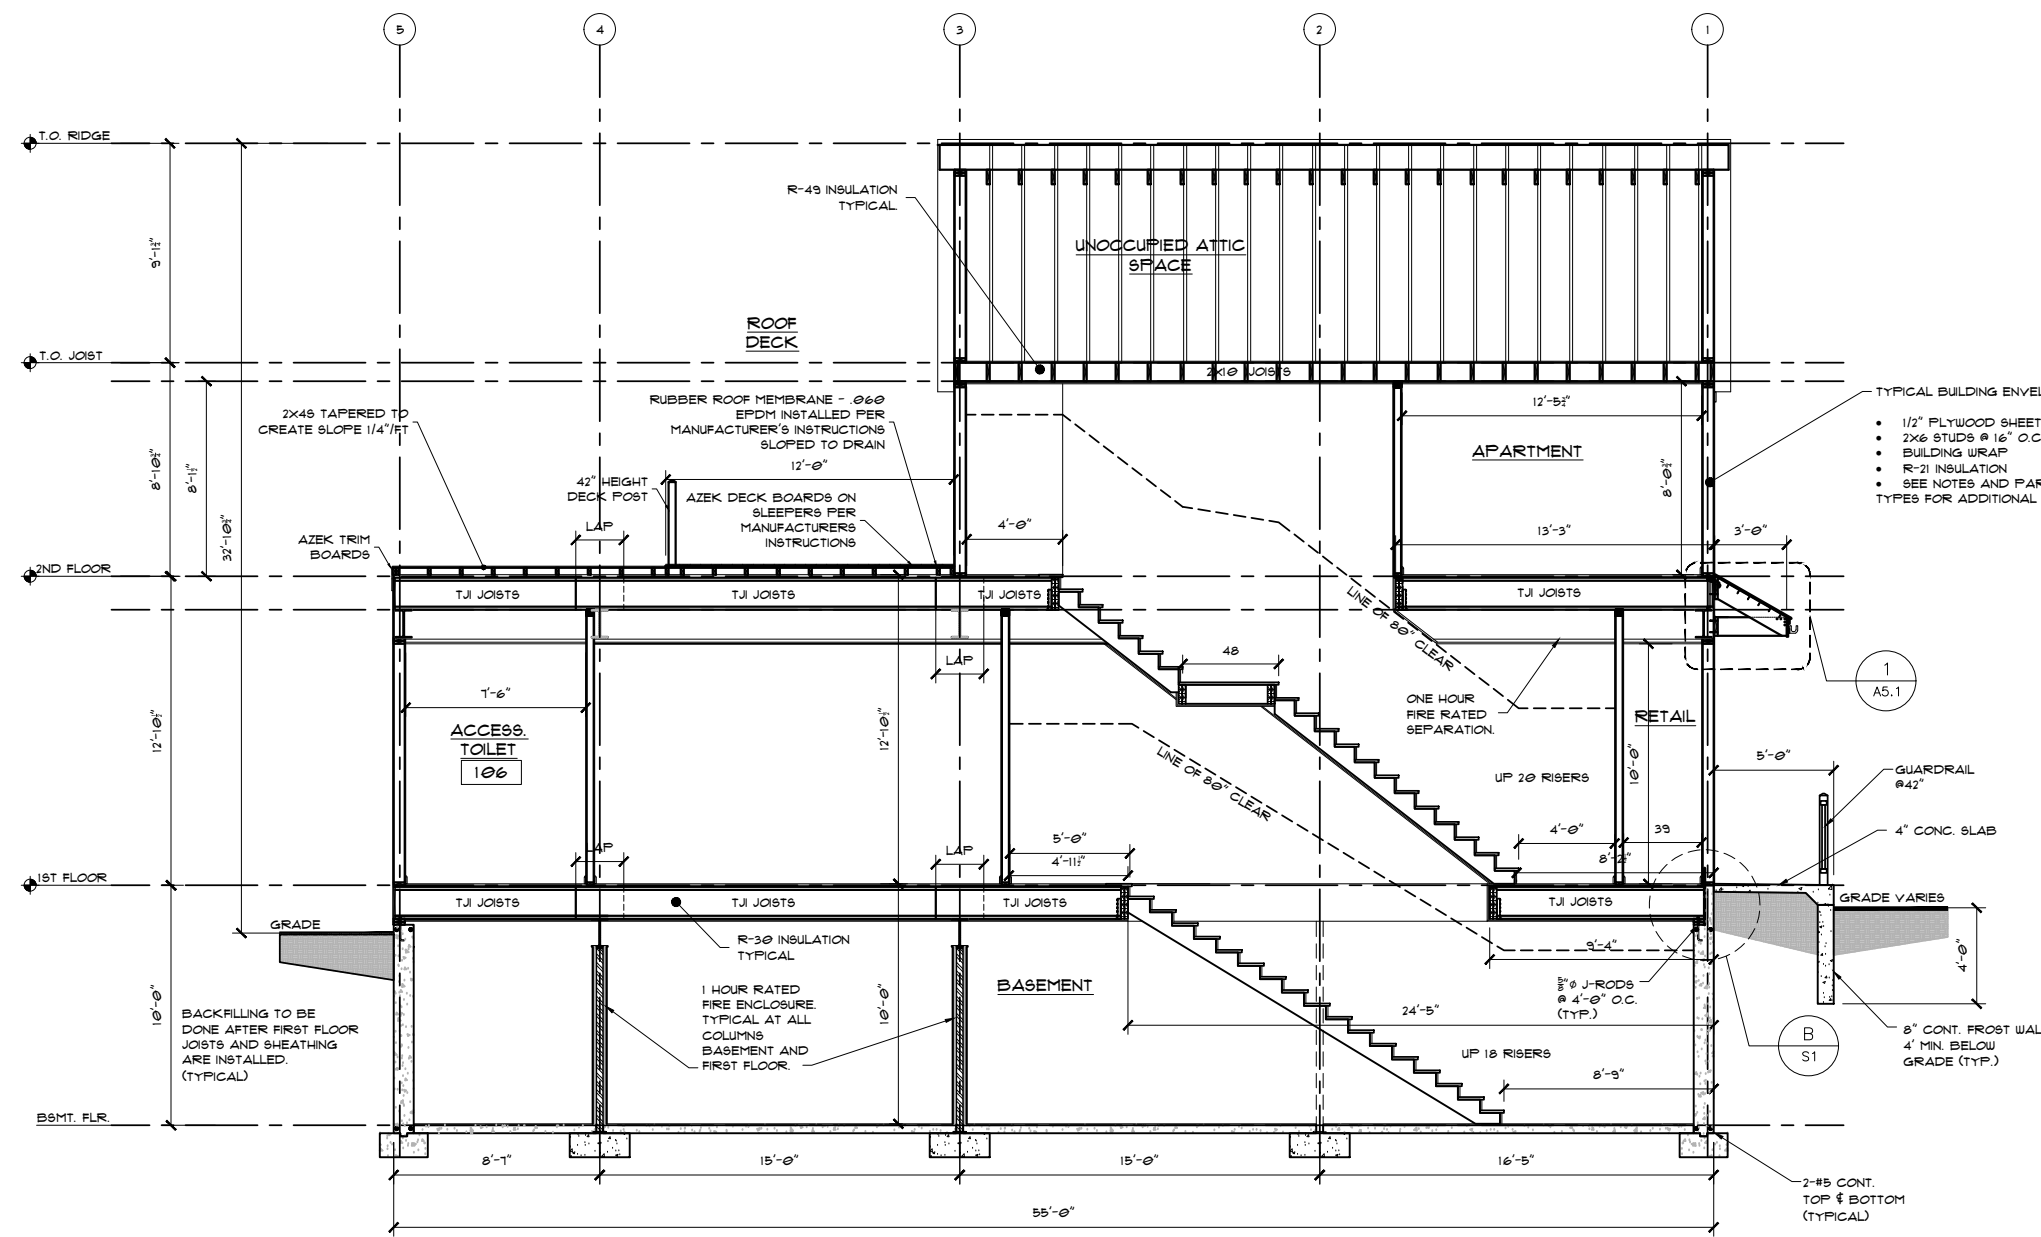 5
4
3
2
1
T.O. RIDGE
R-49 INSULATION
TYPICAL.
UNOCCUPIED ATTIC
SPACE
ROOF
DECK
T.O. JOIST
2X10 JOISTS
9'-1½"
32'-10¾"
8'-10¾"
8'-1½"
2X4S TAPERED TO
CREATE SLOPE 1/4"/FT
RUBBER ROOF MEMBRANE - .060
EPDM INSTALLED PER
MANUFACTURER'S INSTRUCTIONS
SLOPED TO DRAIN
12'-0"
42" HEIGHT
DECK POST
AZEK DECK BOARDS ON
SLEEPERS PER
MANUFACTURERS
INSTRUCTIONS
LAP
AZEK TRIM
BOARDS
4'-0"
12'-5¾"
APARTMENT
8'-0¾"
13'-3"
3'-0"
TYPICAL BUILDING ENVEL
• 1/2" PLYWOOD SHEET
• 2X6 STUDS @ 16" O.C
• BUILDING WRAP
• R-21 INSULATION
• SEE NOTES AND PAR
TYPES FOR ADDITIONAL
2ND FLOOR
TJI JOISTS
TJI JOISTS
TJI JOISTS
TJI JOISTS
LINE OF 80" CLEAR
LAP
48
7'-6"
ACCESS.
TOILET
106
12'-10½"
12'-10½"
ONE HOUR
FIRE RATED
SEPARATION.
RETAIL
1
A5.1
LINE OF 80" CLEAR
UP 20 RISERS
10'-0"
5'-0"
GUARDRAIL
@42"
4" CONC. SLAB
LAP
LAP
5'-0"
4'-11½"
4'-0"
39
8'-2½"
1ST FLOOR
TJI JOISTS
TJI JOISTS
TJI JOISTS
TJI JOISTS
GRADE VARIES
GRADE
R-30 INSULATION
TYPICAL
9'-4"
4'-0"
BASEMENT
1 HOUR RATED
FIRE ENCLOSURE.
TYPICAL AT ALL
COLUMNS
BASEMENT AND
FIRST FLOOR.
10'-0"
10'-0"
BACKFILLING TO BE
DONE AFTER FIRST FLOOR
JOISTS AND SHEATHING
ARE INSTALLED.
(TYPICAL)
⅝" ø J-RODS
@ 4'-0" O.C.
(TYP.)
24'-5"
UP 18 RISERS
8'-9"
B
S1
8" CONT. FROST WAL
4' MIN. BELOW
GRADE (TYP.)
BSMT. FLR.
8'-7"
15'-0"
15'-0"
16'-5"
55'-0"
2-#5 CONT.
TOP ¢ BOTTOM
(TYPICAL)